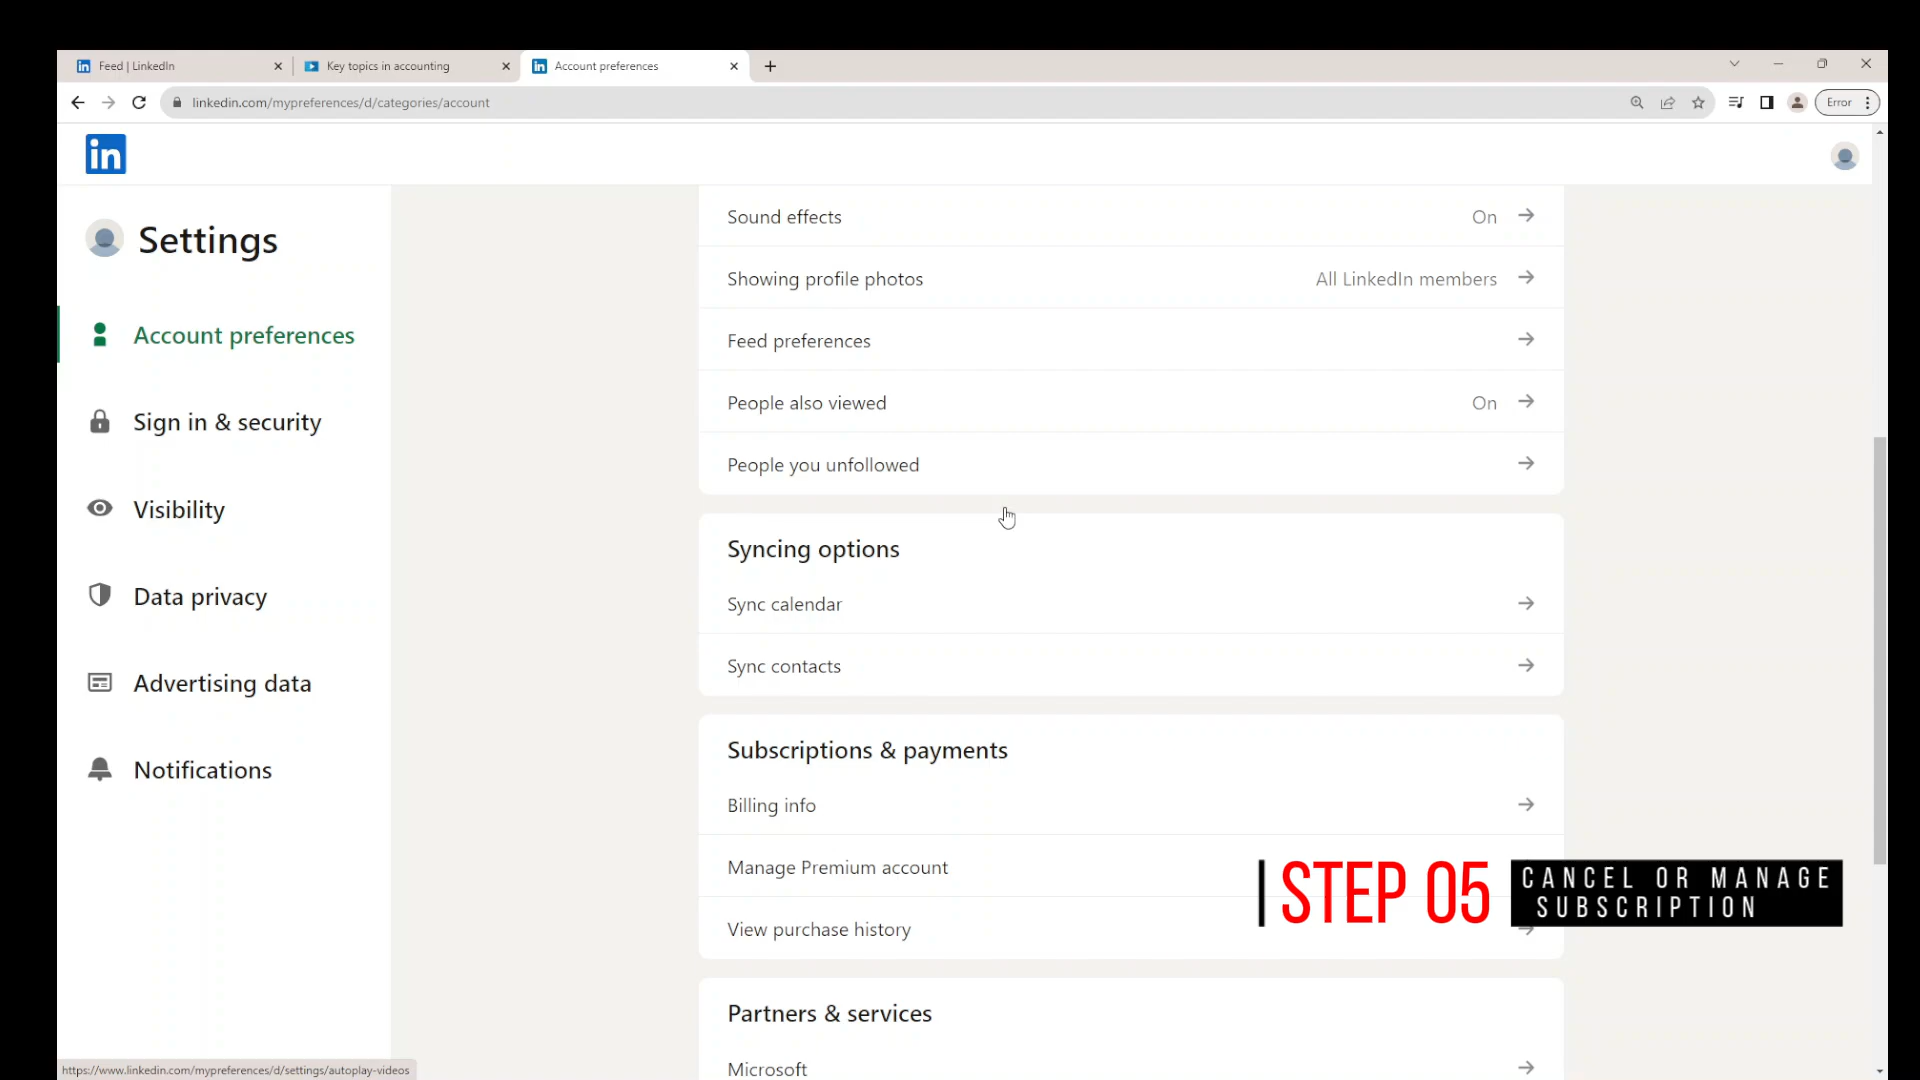 Feed | LinkedIn
Key topics in accounting
Account preferences
linkedin.com/mypreferences/d/categories/account
Error
in
Settings
Account preferences
Sign in & security
Visibility
Data privacy
Advertising data
Notifications
Sound effects On
Showing profile photos All LinkedIn members
Feed preferences
People also viewed On
People you unfollowed
Syncing options
Sync calendar
Sync contacts
Subscriptions & payments
Billing info
Manage Premium account
View purchase history
Partners & services
Microsoft
STEP 05
CANCEL OR MANAGE
SUBSCRIPTION
https://www.linkedin.com/mypreferences/d/settings/autoplay-videos